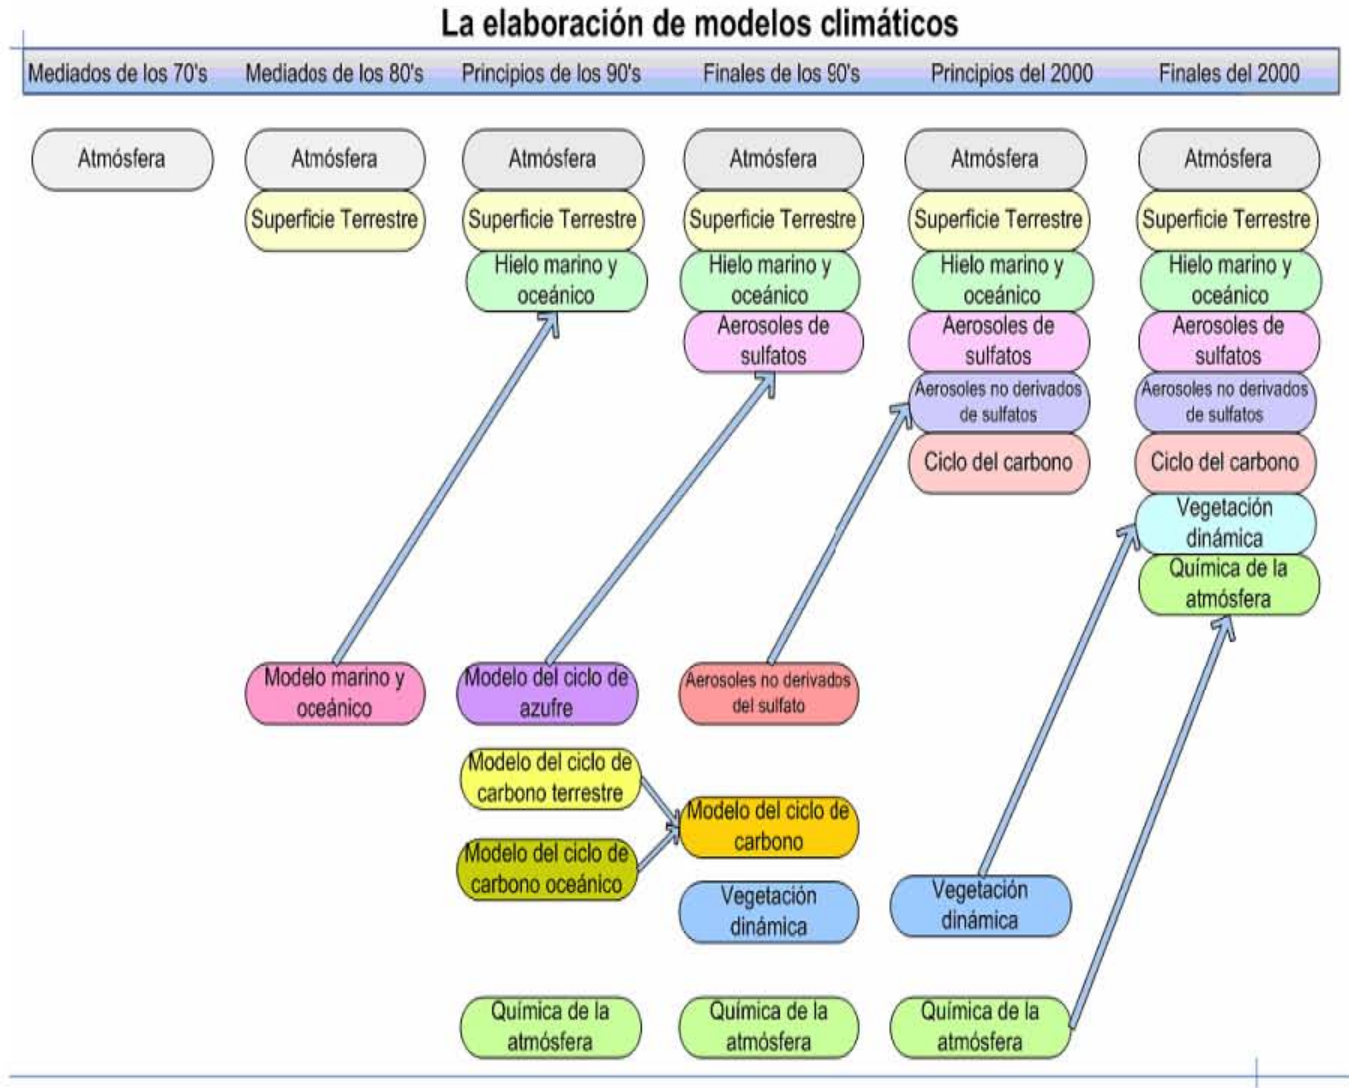 La elaboración de modelos climáticos
Mediados de los 70's
Mediados de los 80's
Principios de los 90's
Finales de los 90's
Principios del 2000
Finales del 2000
Atmósfera
Atmósfera
Atmósfera
Atmósfera
Atmósfera
Atmósfera
Superficie Terrestre
Superficie Terrestre
Superficie Terrestre
Superficie Terrestre
Superficie Terrestre
Hielo marino y
oceánico
Hielo marino y
oceánico
Hielo marino y
oceánico
Hielo marino y
oceánico
Aerosoles de
sulfatos
Aerosoles de
sulfatos
Aerosoles de
sulfatos
Aerosoles no derivados
de sulfatos
Aerosoles no derivados
de sulfatos
Ciclo del carbono
Ciclo del carbono
Vegetación
dinámica
Química de la
atmósfera
Modelo marino y
oceánico
Modelo del ciclo de
azufre
Aerosoles no derivados
del sulfato
Modelo del ciclo de
carbono terrestre
Modelo del ciclo de
carbono
Modelo del ciclo de
carbono oceánico
Vegetación
dinámica
Vegetación
dinámica
Química de la
atmósfera
Química de la
atmósfera
Química de la
atmósfera